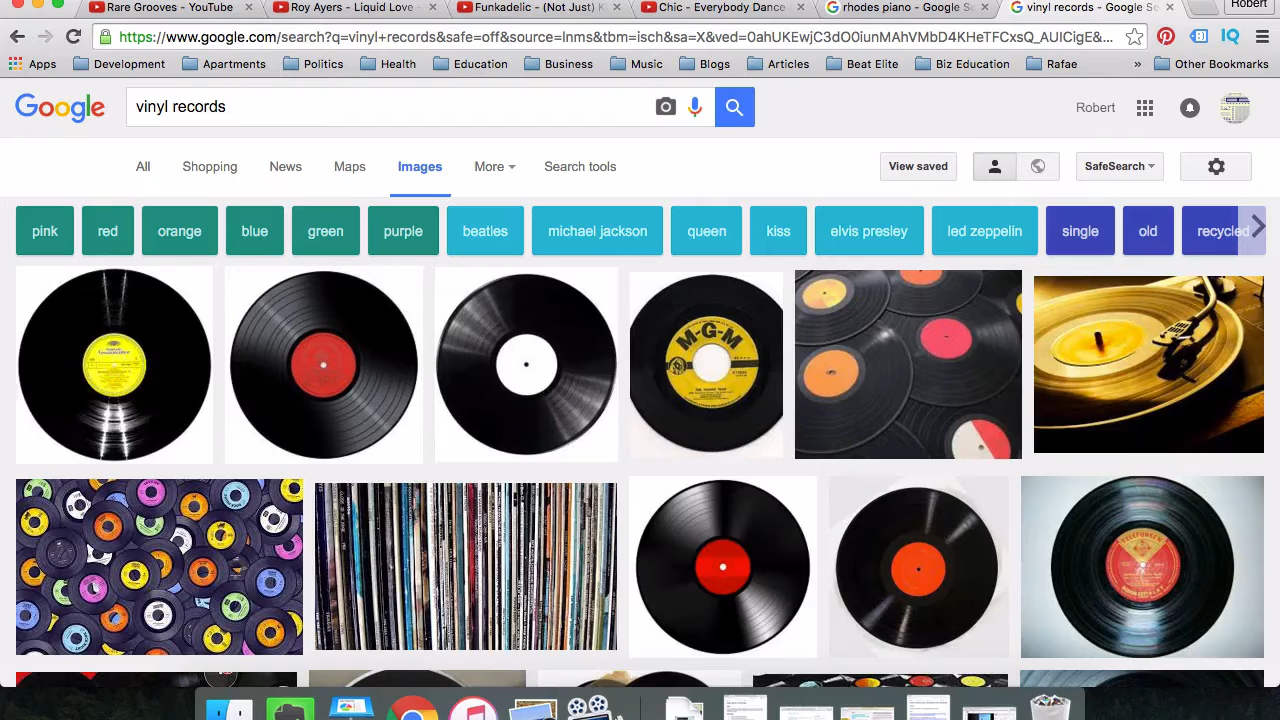 Rare Grooves - YouTube
Roy Ayers - Liquid Love -
Funkadelic - (Not Just) K
Chic - Everybody Dance
rhodes piano - Google Se
vinyl records - Google Se
Robert
https://www.google.com/search?q=vinyl+records&safe=off&source=lnms&tbm=isch&sa=X&ved=0ahUKEwjC3dO0iunMAhVMbD4KHeTFCxsQ_AUICigE&...
Apps
Development
Apartments
Politics
Health
Education
Business
Music
Blois
Articles
Beat Elite
Biz Education
Rafae
»
Other Bookmarks
Google
vinyl records
Robert
All
Shopping
News
Maps
Images
More
Search tools
View saved
SafeSearch
pink
red
orange
blue
green
purple
beatles
michael jackson
queen
kiss
elvis presley
led zeppelin
single
old
recycled
M-G-M
TELEFUNKEN